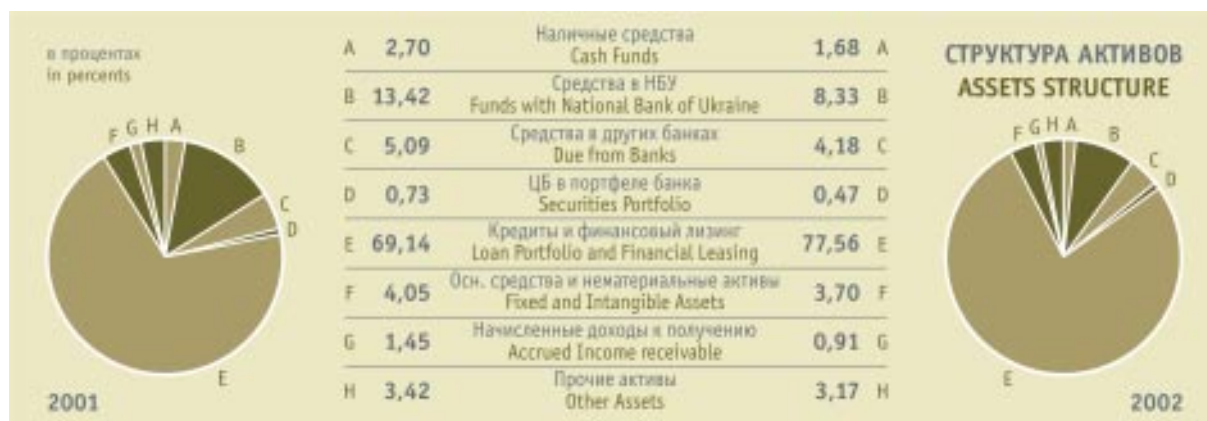 в процентах
in percents
F G H A
B
C
D
E
2001
A 2,70 Наличные средства 1,68 A
Cash Funds
B 13,42 Средства в НБУ 8,33 B
Funds with National Bank of Ukraine
C 5,09 Средства в других банках 4,18 C
Due from Banks
D 0,73 ЦБ в портфеле банка 0,47 D
Securities Portfolio
E 69,14 Кредиты и финансовый лизинг 77,56 E
Loan Portfolio and Financial Leasing
F 4,05 Осн. средства и нематериальные активы 3,70 F
Fixed and Intangible Assets
G 1,45 Начисленные доходы к получению 0,91 G
Accrued Income receivable
H 3,42 Прочие активы 3,17 H
Other Assets
СТРУКТУРА АКТИВОВ
ASSETS STRUCTURE
F G H A
B
C
D
E
2002